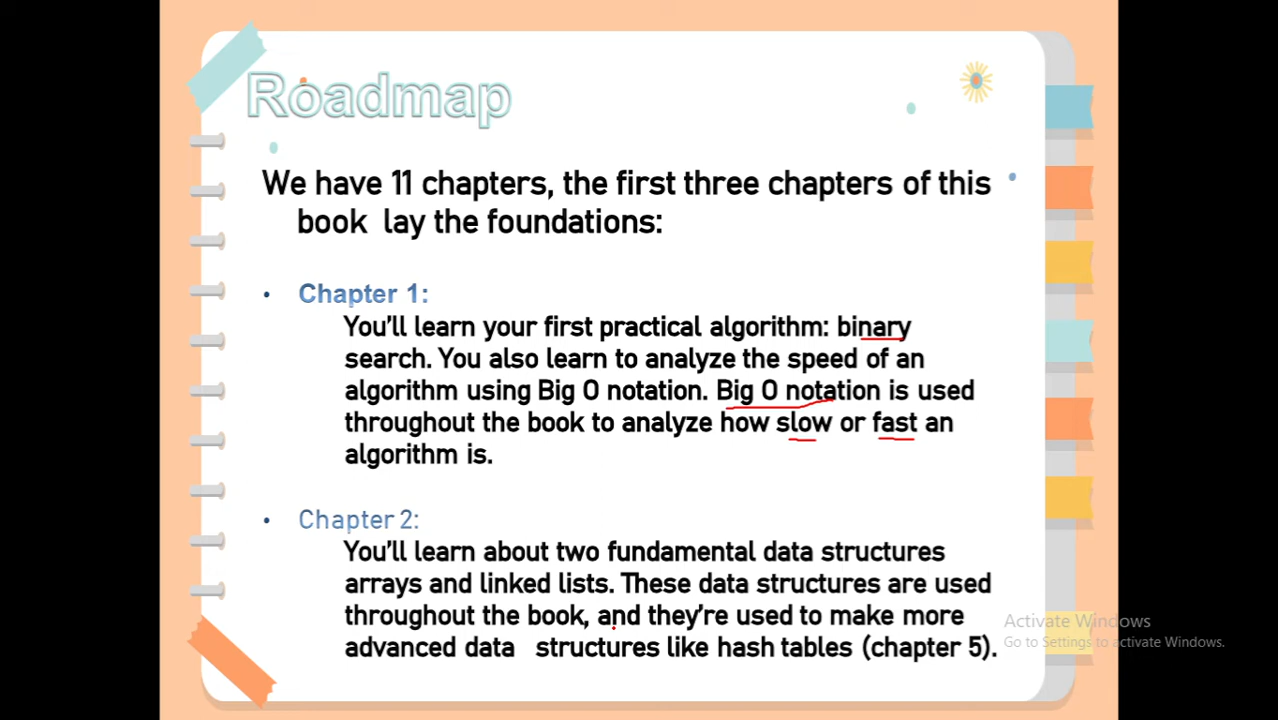 Roadmap
We have 11 chapters, the first three chapters of this
book lay the foundations:
• Chapter 1:
You'll learn your first practical algorithm: binary
search. You also learn to analyze the speed of an
algorithm using Big O notation. Big O notation is used
throughout the book to analyze how slow or fast an
algorithm is.
• Chapter 2:
You'll learn about two fundamental data structures
arrays and linked lists. These data structures are used
throughout the book, and they're used to make more
advanced data structures like hash tables (chapter 5).
Activate Windows
Go to Settings to activate Windows.